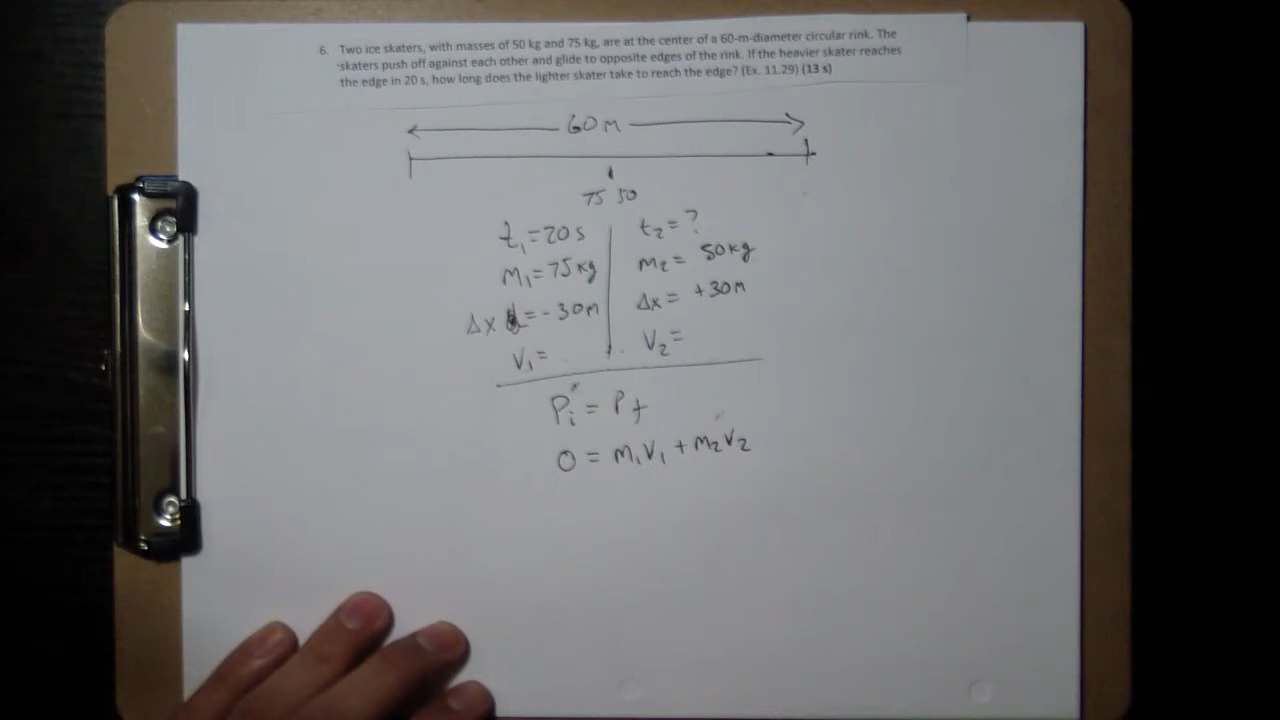 6. Two ice skaters, with masses of 50 kg and 75 kg, are at the center of a 60-m-diameter circular rink. The
skaters push off against each other and glide to opposite edges of the rink. If the heavier skater reaches
the edge in 20 s, how long does the lighter skater take to reach the edge? (Ex. 11.29) (13 s)
60 M
75 50
t₁ = 20 s
t₂ = ?
M₁ = 75 kg
m₂ = 50 kg
Δx = -30m
Δx = +30m
V₁ =
V₂ =
Pᵢ = Pf
0 = m₁V₁ + m₂V₂